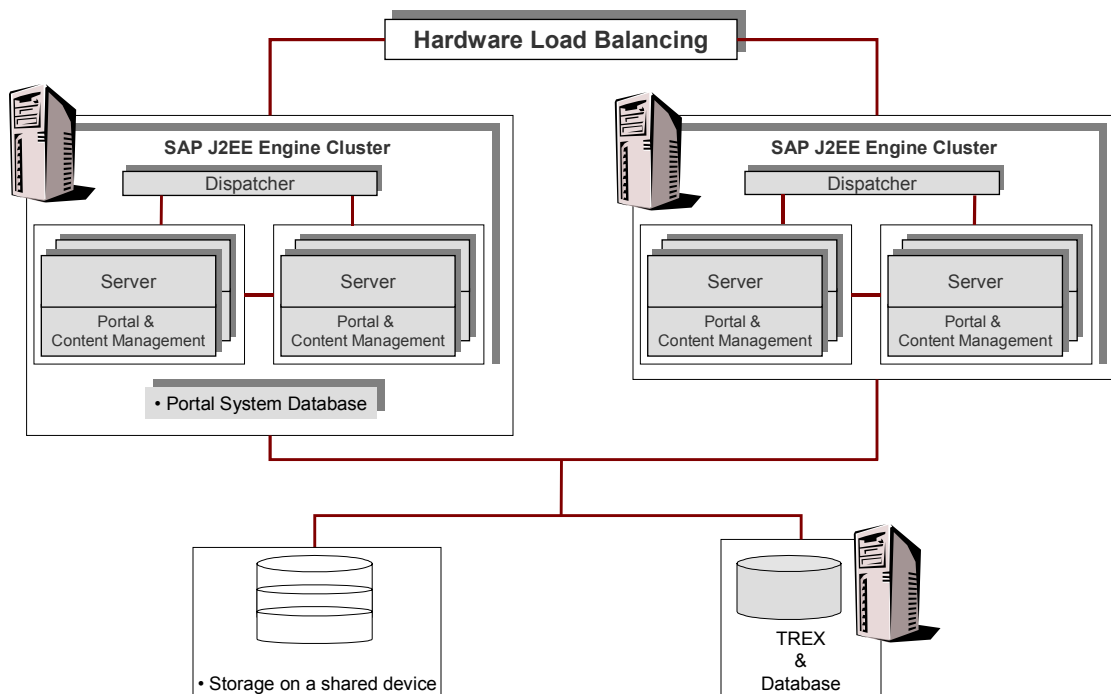 Hardware Load Balancing
SAP J2EE Engine Cluster
Dispatcher
Server
Portal &
Content Management
Server
Portal &
Content Management
• Portal System Database
SAP J2EE Engine Cluster
Dispatcher
Server
Portal &
Content Management
Server
Portal &
Content Management
• Storage on a shared device
TREX
&
Database